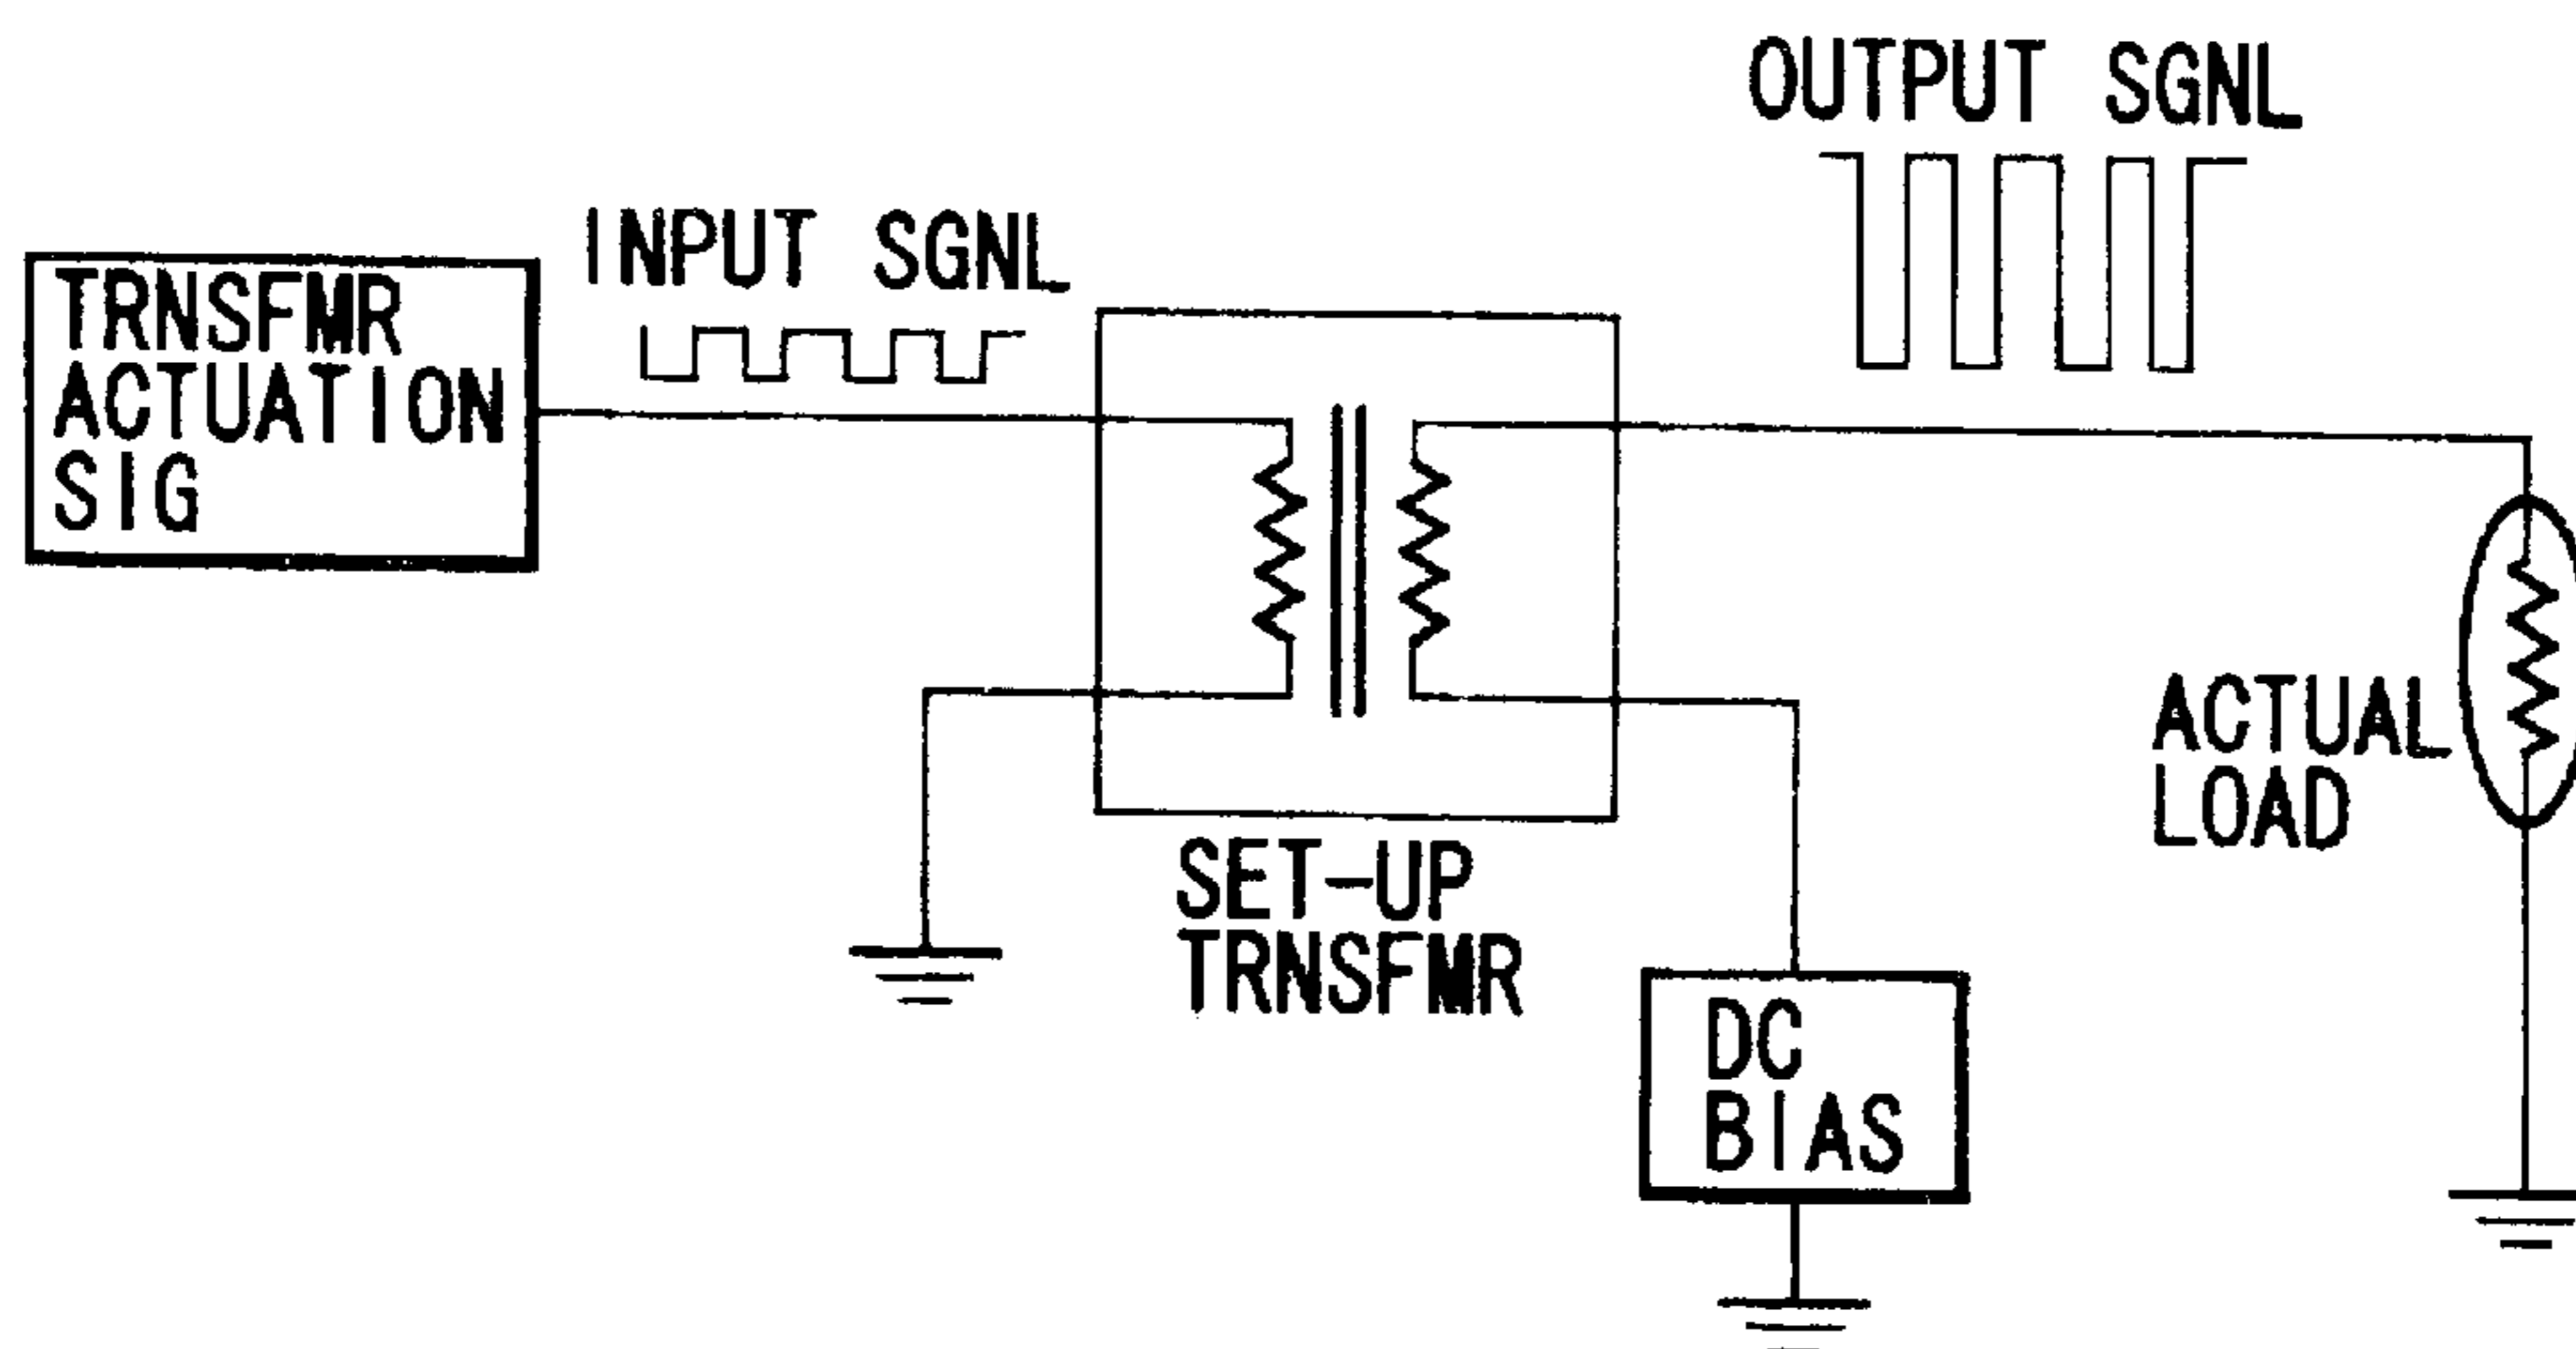 OUTPUT SGNL
INPUT SGNL
TRNSFMR
ACTUATION
SIG
ACTUAL
LOAD
SET-UP
TRNSFMR
DC
BIAS